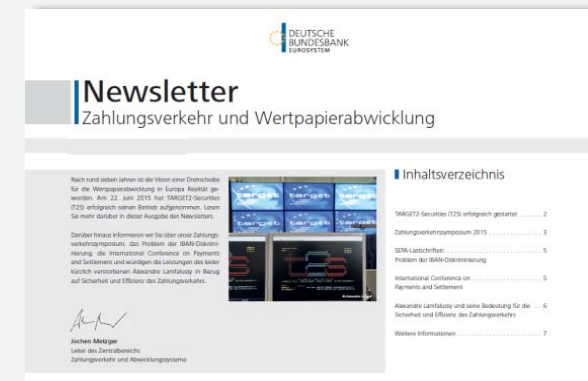 DEUTSCHE
BUNDESBANK
EUROSYSTEM
Newsletter
Zahlungsverkehr und Wertpapierabwicklung
Nach rund sieben Jahren ist die Vision einer Drehscheibe
für die Wertpapierabwicklung in Europa Realität ge-
worden. Am 22. Juni 2015 hat TARGET2-Securities
(T2S) erfolgreich seinen Betrieb aufgenommen. Lesen
Sie mehr darüber in dieser Ausgabe des Newsletters.
Darüber hinaus informieren wir Sie über unser Zahlungs-
verkehrssymposium, das Problem der IBAN-Diskrimi-
nierung, die International Conference on Payments
and Settlement und würdigen die Leistungen des leider
kürzlich verstorbenen Alexandre Lamfalussy in Bezug
auf Sicherheit und Effizienz des Zahlungsverkehrs.
Jochen Metzger
Leiter des Zentralbereichs
Zahlungsverkehr und Abwicklungssysteme
target target target
target target target
Inhaltsverzeichnis
TARGET2-Securities (T2S) erfolgreich gestartet . . . . . . . 2
Zahlungsverkehrssymposium 2015 . . . . . . . . . . . . . . . 3
SEPA-Lastschriften: . . . . . . . . . . . . . . . . . . . . . . . . . 5
Problem der IBAN-Diskriminierung
International Conference on . . . . . . . . . . . . . . . . . . . 5
Payments and Settlement
Alexandre Lamfalussy und seine Bedeutung für die . . . 6
Sicherheit und Effizienz des Zahlungsverkehrs
Weitere Informationen . . . . . . . . . . . . . . . . . . . . . . . 7